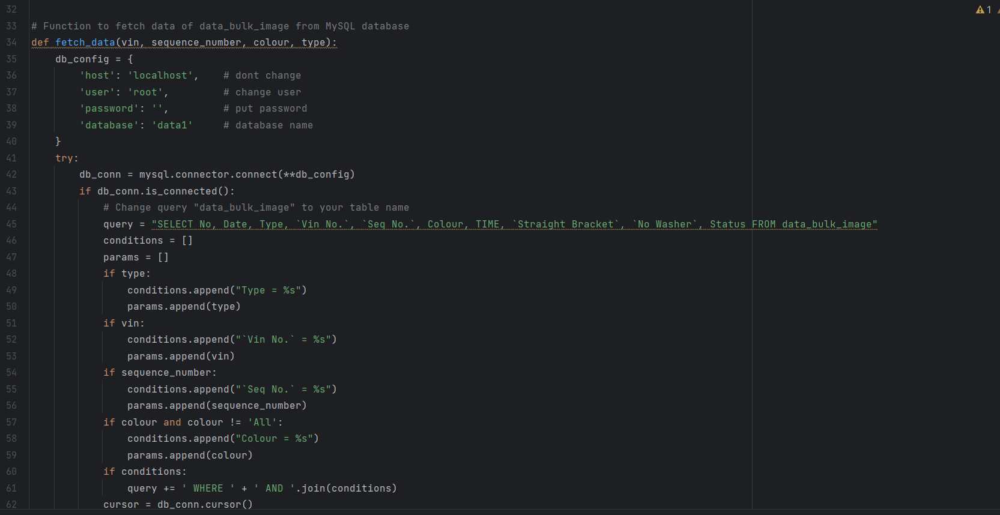 32
33 # Function to fetch data of data_bulk_image from MySQL database
34 def fetch_data(vin, sequence_number, colour, type):
35     db_config = {
36         'host': 'localhost',    # dont change
37         'user': 'root',         # change user
38         'password': '',         # put password
39         'database': 'data1'     # database name
40     }
41     try:
42         db_conn = mysql.connector.connect(**db_config)
43         if db_conn.is_connected():
44             # Change query "data_bulk_image" to your table name
45             query = "SELECT No, Date, Type, `Vin No.`, `Seq No.`, Colour, TIME, `Straight Bracket`, `No Washer`, Status FROM data_bulk_image"
46             conditions = []
47             params = []
48             if type:
49                 conditions.append("Type = %s")
50                 params.append(type)
51             if vin:
52                 conditions.append("`Vin No.` = %s")
53                 params.append(vin)
54             if sequence_number:
55                 conditions.append("`Seq No.` = %s")
56                 params.append(sequence_number)
57             if colour and colour != 'All':
58                 conditions.append("Colour = %s")
59                 params.append(colour)
60             if conditions:
61                 query += ' WHERE ' + ' AND '.join(conditions)
62             cursor = db_conn.cursor()
1